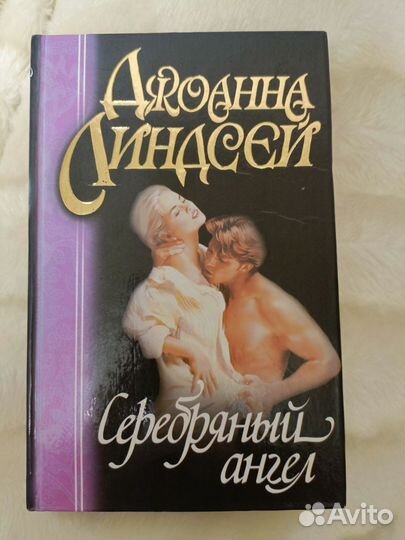 Джоанна
Линдсей
Серебряный
ангел
Avito